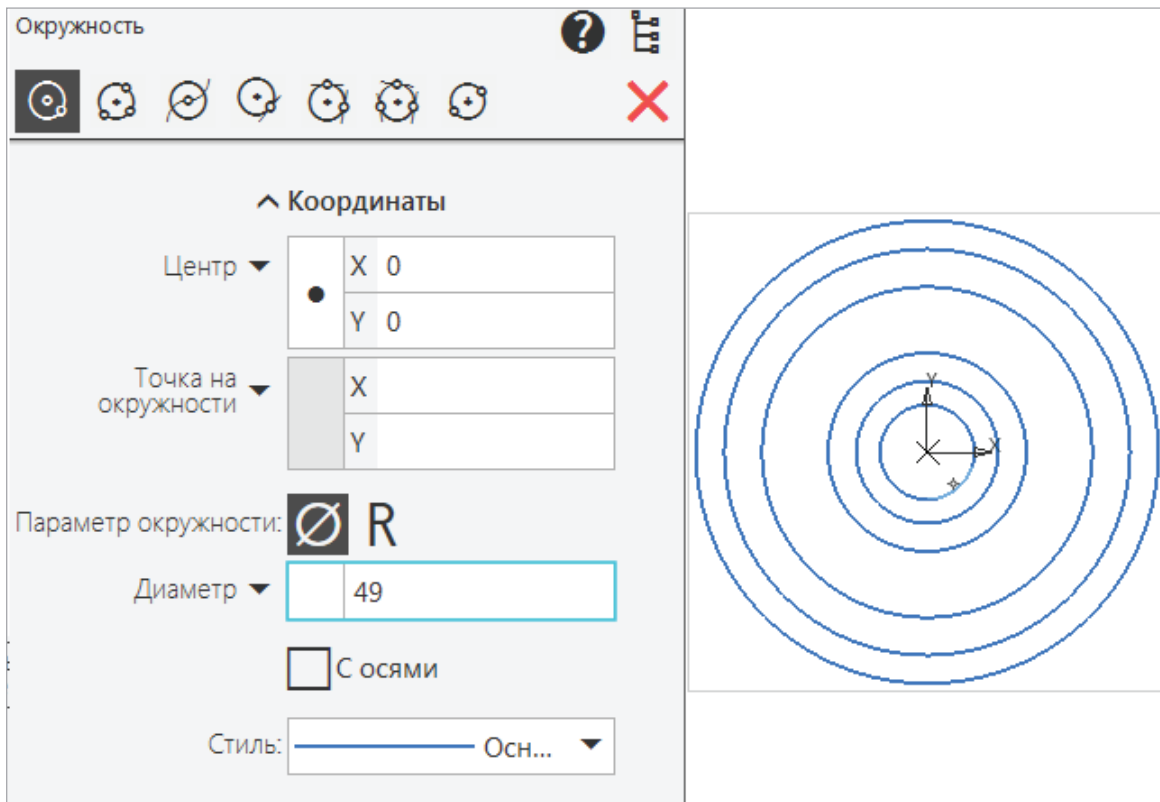 Окружность
?
Координаты
Центр
X 0
Y 0
Точка на
окружности
X
Y
Параметр окружности:
Ø R
Диаметр
49
С осями
Стиль:
Осн...
Y
X